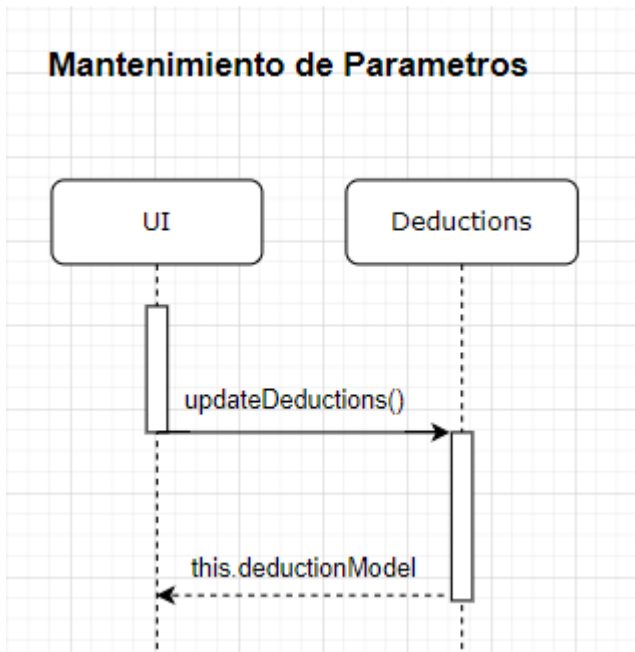 Mantenimiento de Parametros
UI
Deductions
updateDeductions()
this.deductionModel